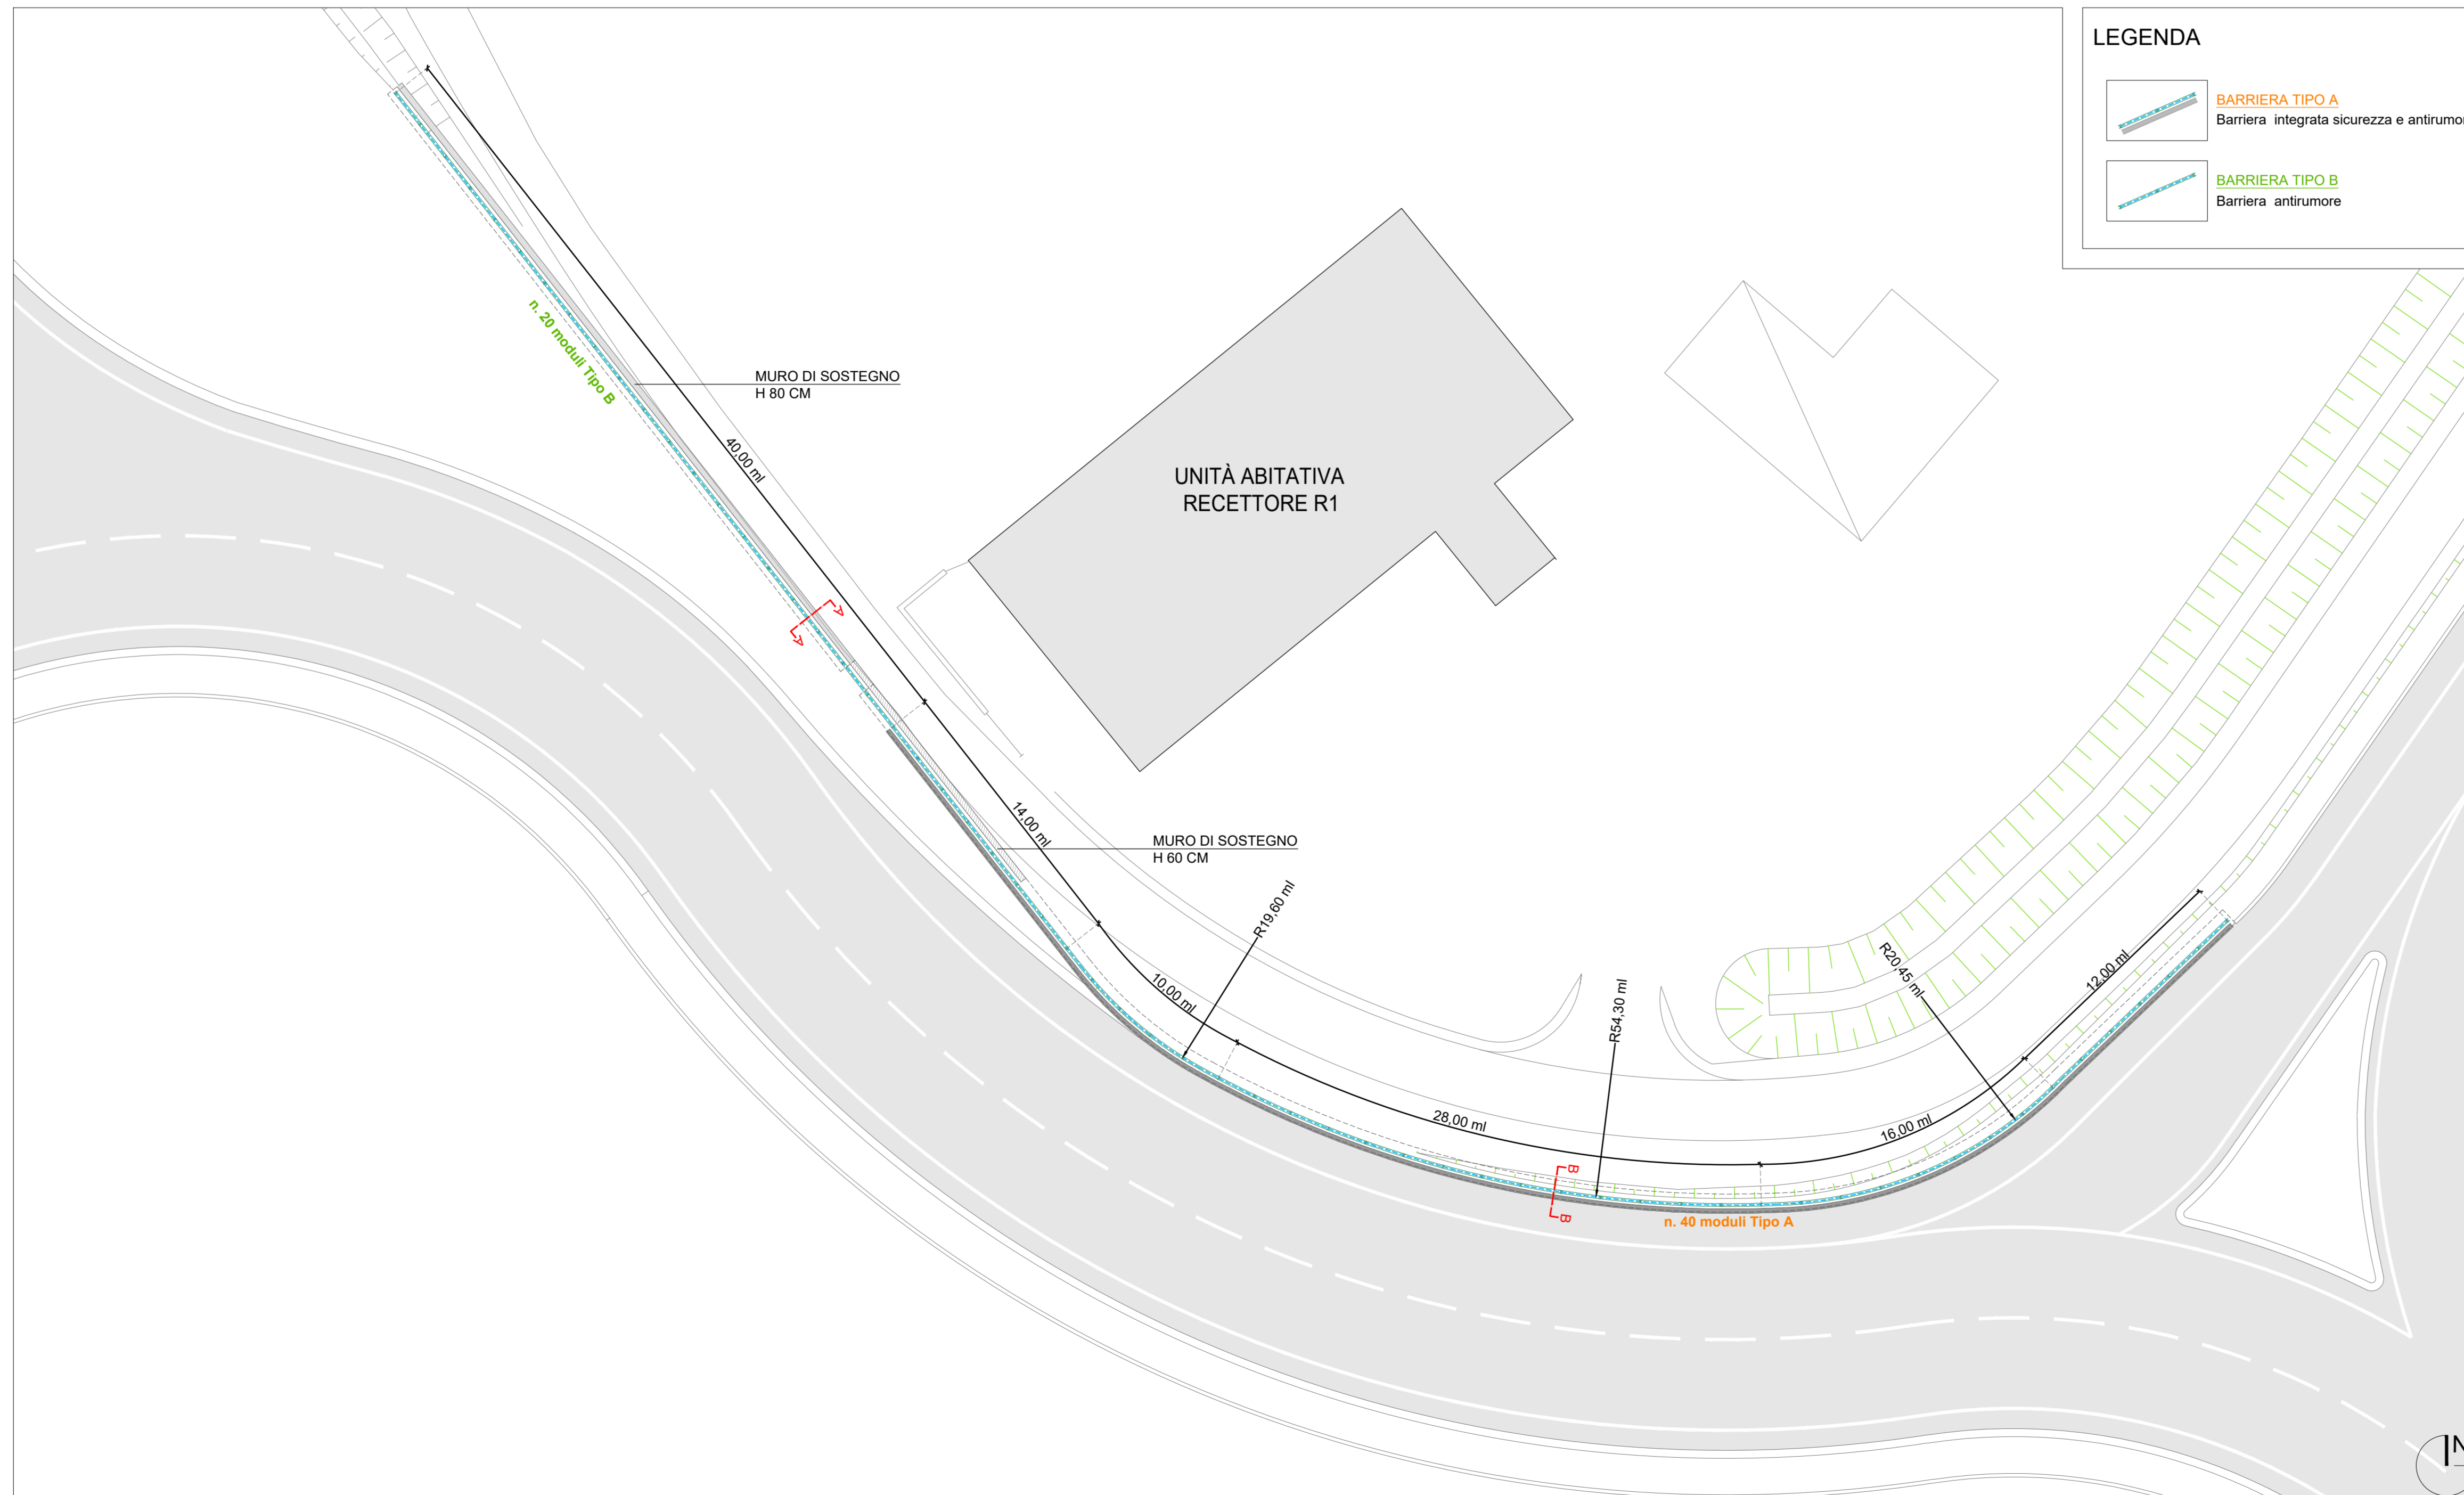 LEGENDA
BARRIERA TIPO A
Barriera integrata sicurezza e
BARRIERA TIPO B
Barriera antirumore
n. 20 moduli Tipo B
MURO DI SOSTEGNO
H 80 CM
40,00 ml
UNITÀ ABITATIVA
RECETTORE R1
A
A
14,00 ml
MURO DI SOSTEGNO
H 60 CM
R19,60 ml
10,00 ml
R54,30 ml
R20,45 ml
12,00 ml
28,00 ml
16,00 ml
B
B
n. 40 moduli Tipo A